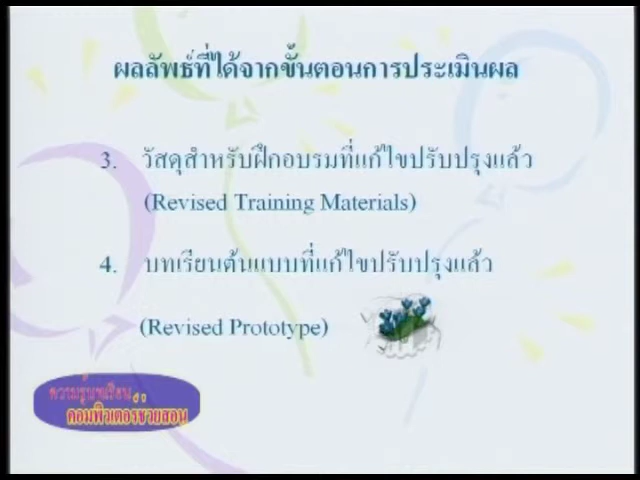 ผลลัพธ์ที่ได้จากขั้นตอนการประเมินผล
3. วัสดุสำหรับฝึกอบรมที่แก้ไขปรับปรุงแล้ว
(Revised Training Materials)
4. บทเรียนต้นแบบที่แก้ไขปรับปรุงแล้ว
(Revised Prototype)
คอมพิวเตอร์ช่วยสอน